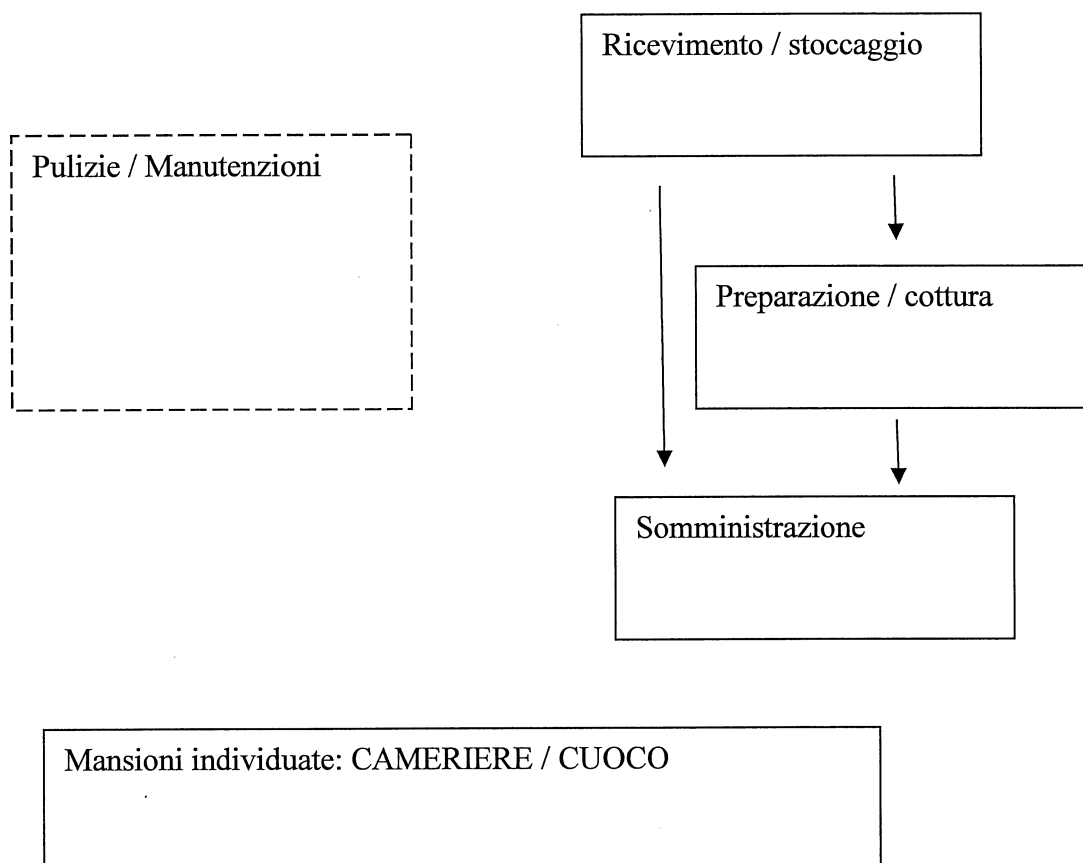 Ricevimento / stoccaggio
Pulizie / Manutenzioni
Preparazione / cottura
Somministrazione
Mansioni individuate: CAMERIERE / CUOCO